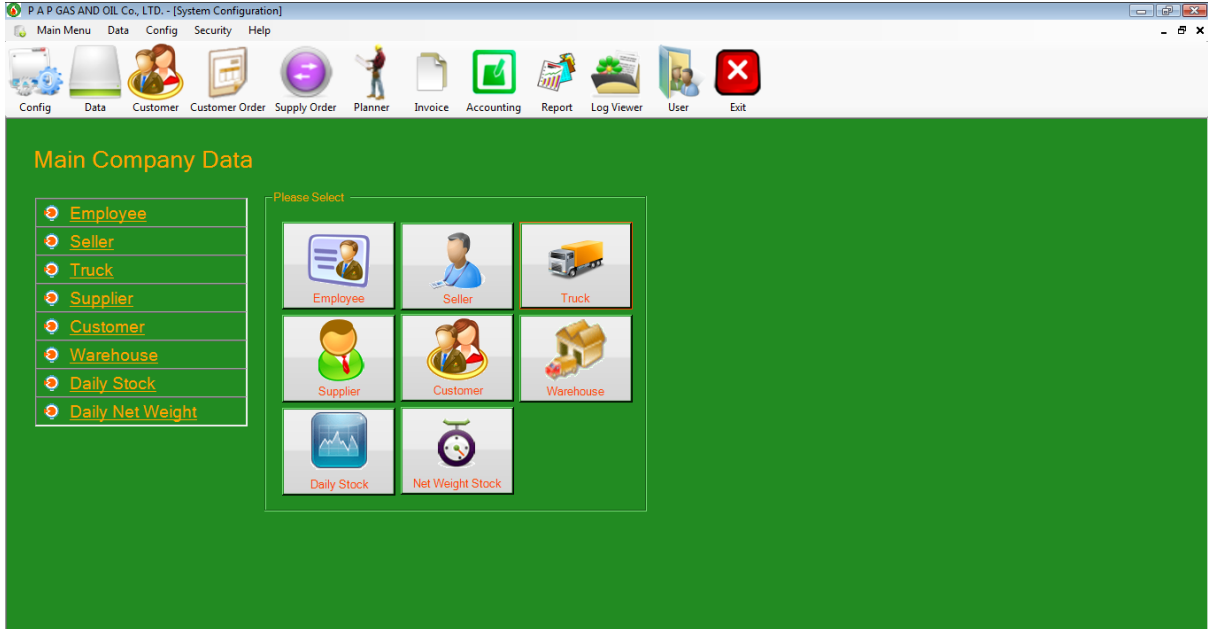 P A P GAS AND OIL Co., LTD. - [System Configuration]
Main Menu Data Config Security Help
Config Data Customer Customer Order Supply Order Planner Invoice Accounting Report Log Viewer User Exit
Main Company Data
Employee
Seller
Truck
Supplier
Customer
Warehouse
Daily Stock
Daily Net Weight
Please Select
Employee Seller Truck
Supplier Customer Warehouse
Daily Stock Net Weight Stock